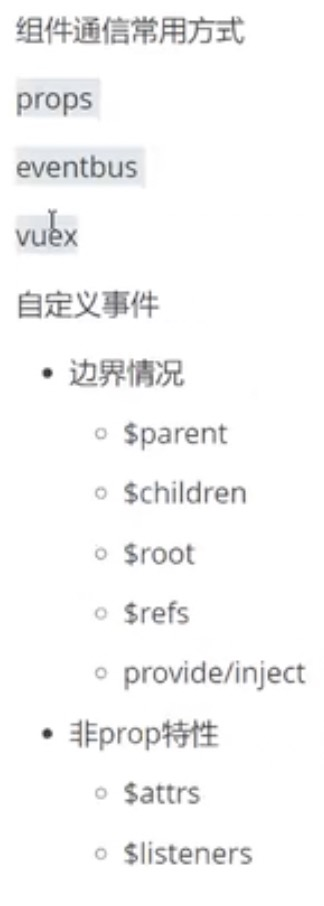 组件通信常用方式
props
eventbus
vuex
自定义事件
边界情况
$parent
$children
$root
$refs
provide/inject
非prop特性
$attrs
$listeners